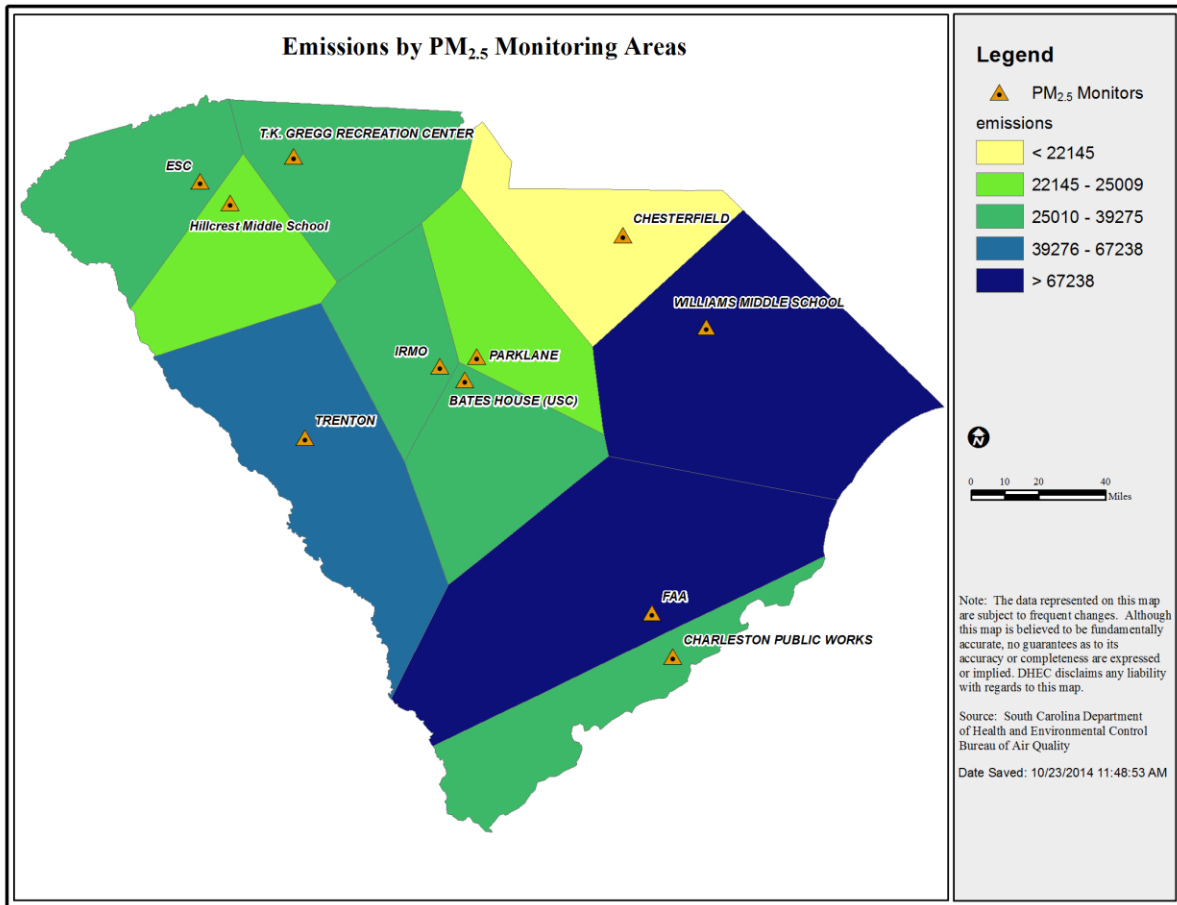 Emissions by PM2.5 Monitoring Areas
T.K. GREGG RECREATION CENTER
ESC
Hillcrest Middle School
CHESTERFIELD
WILLIAMS MIDDLE SCHOOL
IRMO
PARKLANE
BATES HOUSE (USC)
TRENTON
FAA
CHARLESTON PUBLIC WORKS
Legend
PM2.5 Monitors
emissions
< 22145
22145 - 25009
25010 - 39275
39276 - 67238
> 67238
N
0 10 20 40
Miles
Note: The data represented on this map
are subject to frequent changes. Although
this map is believed to be fundamentally
accurate, no guarantees as to its
accuracy or completeness are expressed
or implied. DHEC disclaims any liability
with regards to this map.
Source: South Carolina Department
of Health and Environmental Control
Bureau of Air Quality
Date Saved: 10/23/2014 11:48:53 AM